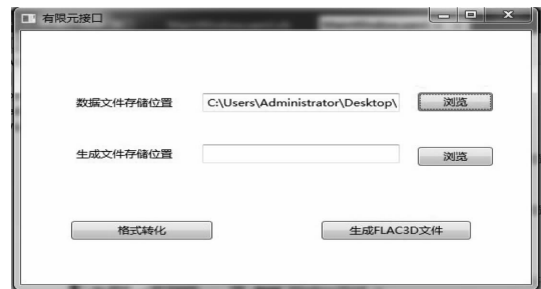 有限元接口
数据文件存储位置 C:\Users\Administrator\Desktop\ 浏览
生成文件存储位置 浏览
格式转化 生成FLAC3D文件